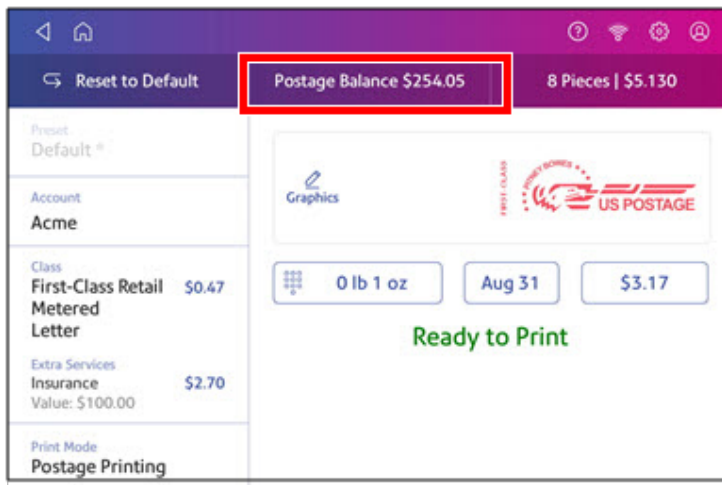 Reset to Default
Postage Balance $254.05
8 Pieces | $5.130
Preset
Default *
Account
Acme
Class
First-Class Retail $0.47
Metered
Letter
Extra Services
Insurance $2.70
Value: $100.00
Print Mode
Postage Printing
Graphics
FIRST-CLASS
PITNEY BOWES
US POSTAGE
0 lb 1 oz
Aug 31
$3.17
Ready to Print